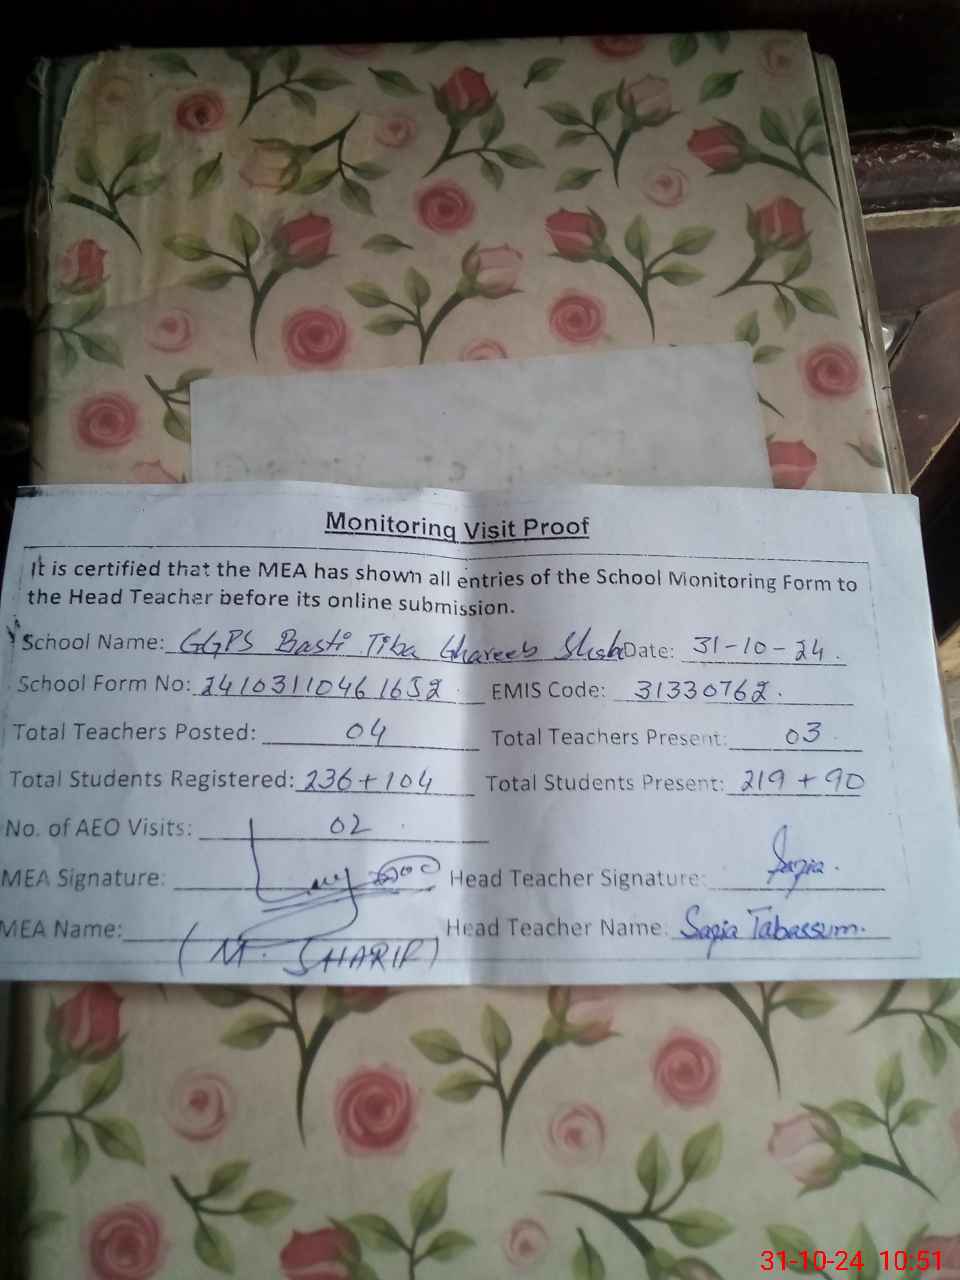 Monitoring Visit Proof
It is certified that the MEA has shown all entries of the School Monitoring Form to
the Head Teacher before its online submission.
School Name: GGPS Basti Tiba Ghareeb Date: 31-10-24.
School Form No: 24103110461652 EMIS Code: 31330762.
Total Teachers Posted: 04 Total Teachers Present: 03
Total Students Registered: 236+104 Total Students Present: 219+90
No. of AEO Visits: 02
MEA Signature: Head Teacher Signature: Sazia.
MEA Name: (M. SHARIF) Head Teacher Name: Sazia Tabassum.
31-10-24 10:51